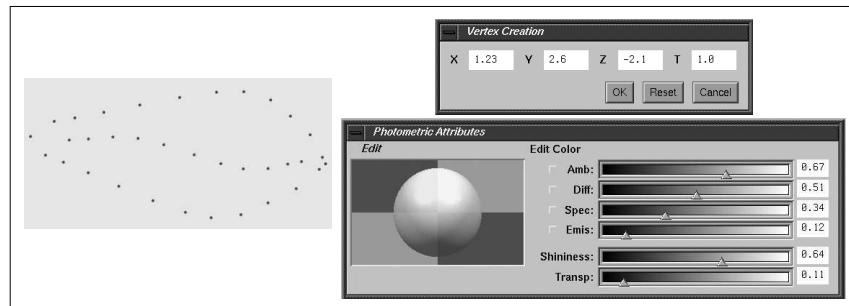 Vertex Creation
X 1.23 Y 2.6 Z -2.1 T 1.0
OK Reset Cancel
Photometric Attributes
Edit Edit Color
Amb: 0.67
Diff: 0.51
Spec: 0.34
Emis: 0.12
Shininess: 0.64
Transp: 0.11